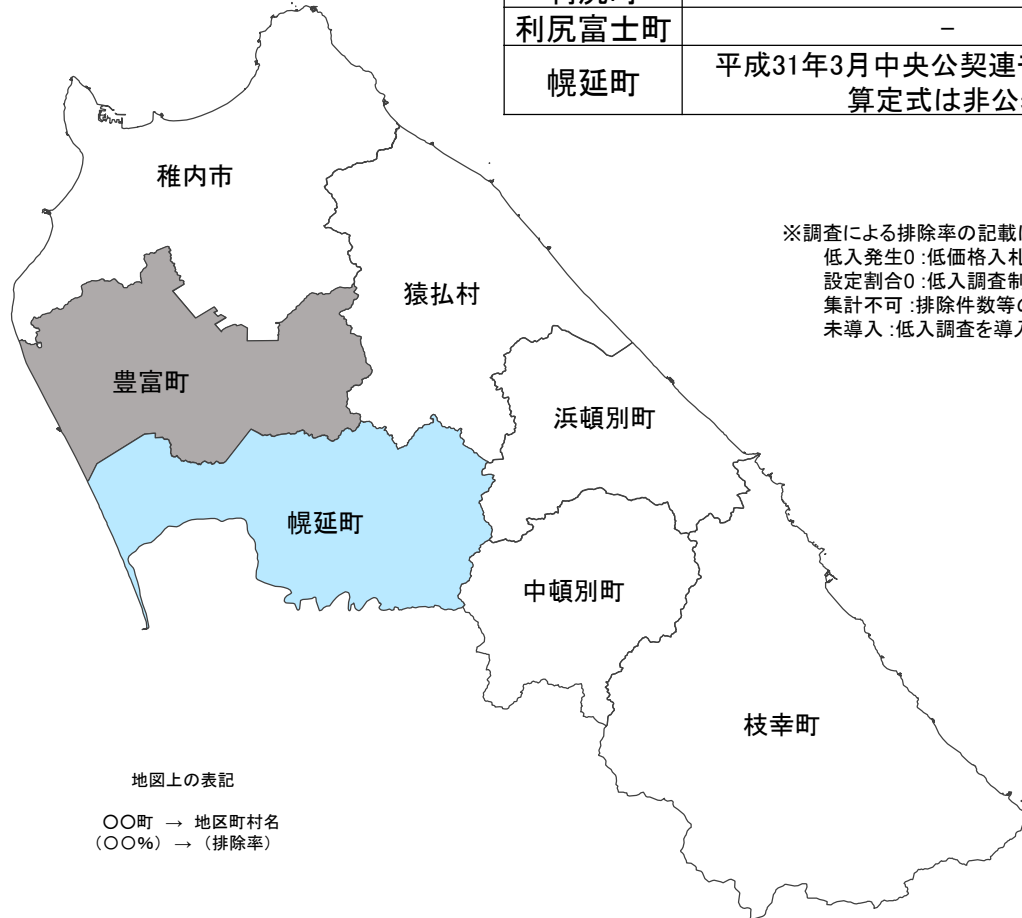 利尻富士町
－
幌延町
平成31年3月中央公契連
算定式は非公
稚内市
※調査による排除率の記載
低入発生0：低価格入札
設定割合0：低入調査制
集計不可：排除件数等
未導入：低入調査を導入
猿払村
豊富町
浜頓別町
幌延町
中頓別町
枝幸町
地図上の表記
〇〇町 → 地区町村名
（〇〇％） → （排除率）